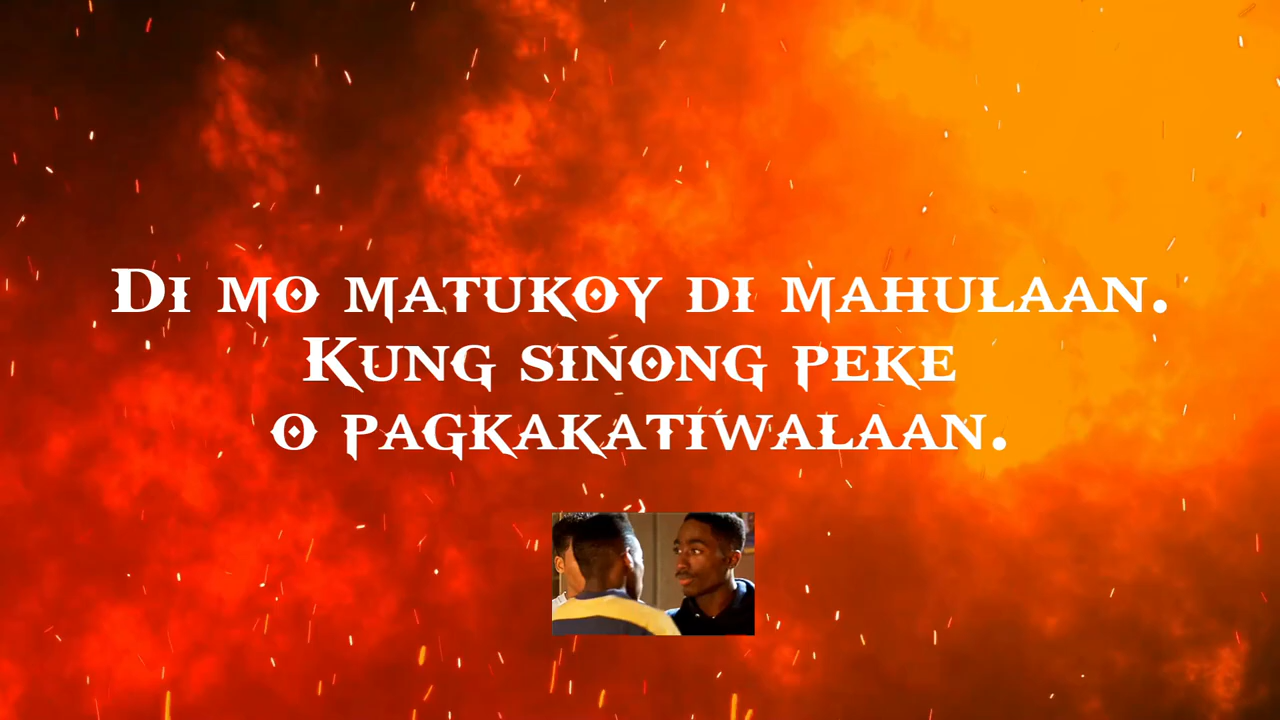 Di mo matukoy di mahulaan.
Kung sinong peke
o pagkakatiwalaan.